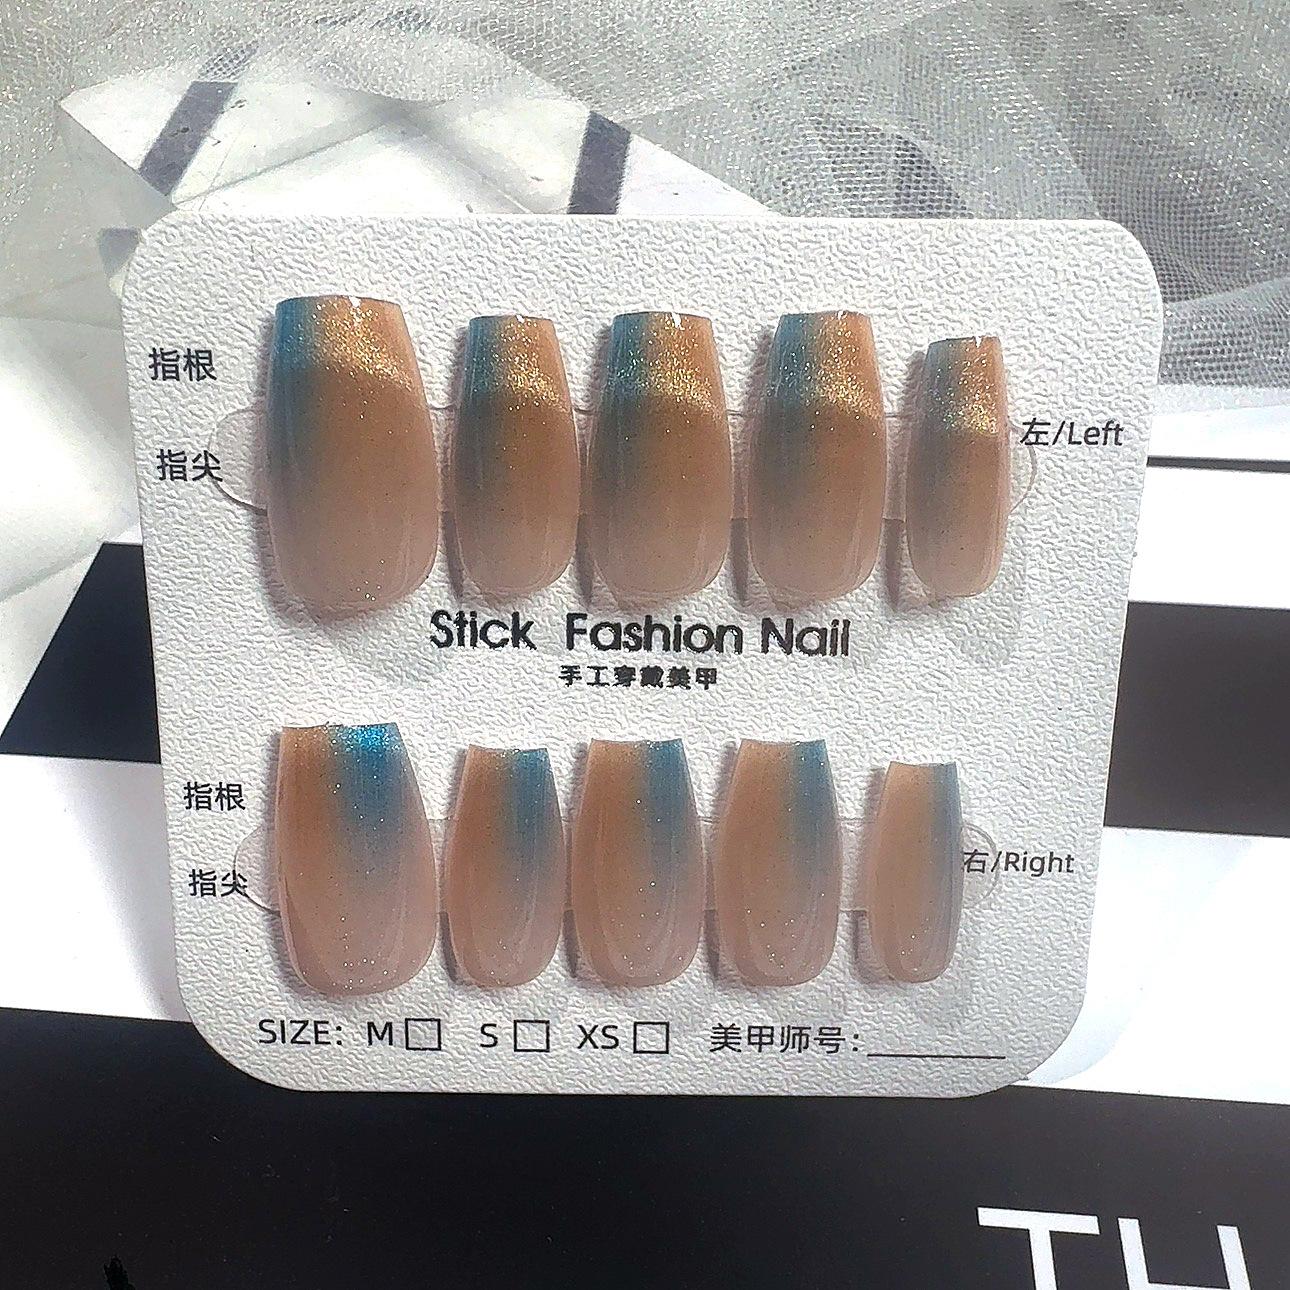 指根
左/Left
指尖
Stick Fashion Nail
手工穿戴美甲
指根
指尖
右/Right
SIZE: M□ S□ XS□ 美甲师号:________
TH